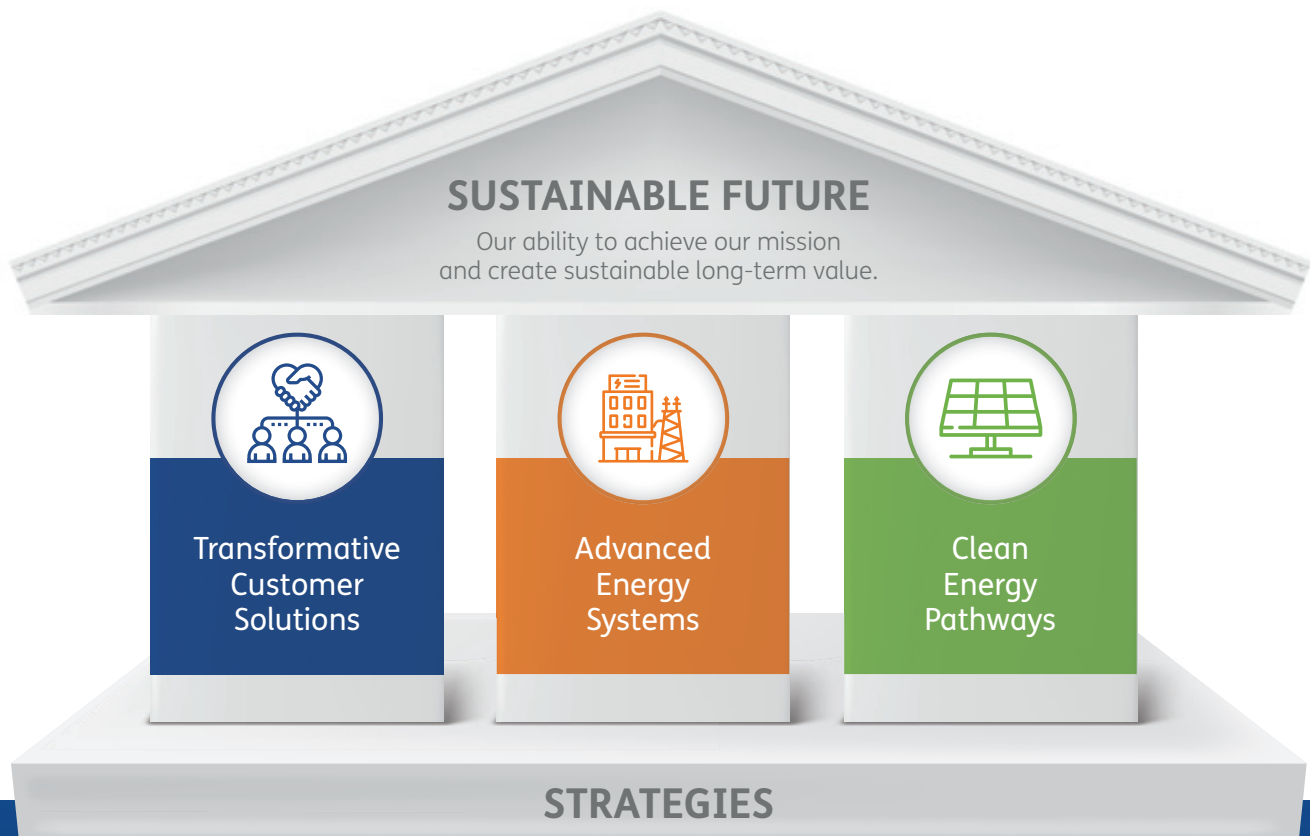 SUSTAINABLE FUTURE
Our ability to achieve our mission
and create sustainable long-term value.
Transformative
Customer
Solutions
Advanced
Energy
Systems
Clean
Energy
Pathways
STRATEGIES